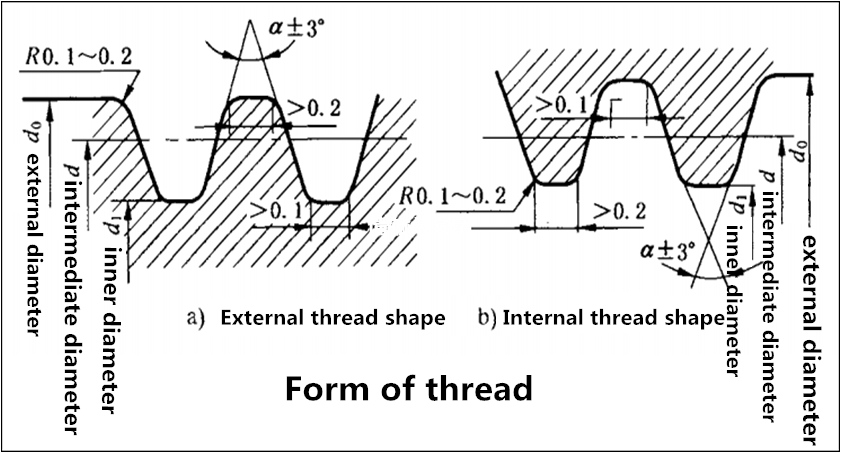 R0.1~0.2
α±3°
>0.2
>0.1
d₀ external diameter
d intermediate diameter
d₁ inner diameter
a) External thread shape
>0.1
R0.1~0.2
>0.2
α±3°
d₁ inner diameter
d intermediate diameter
d₀ external diameter
b) Internal thread shape
Form of thread